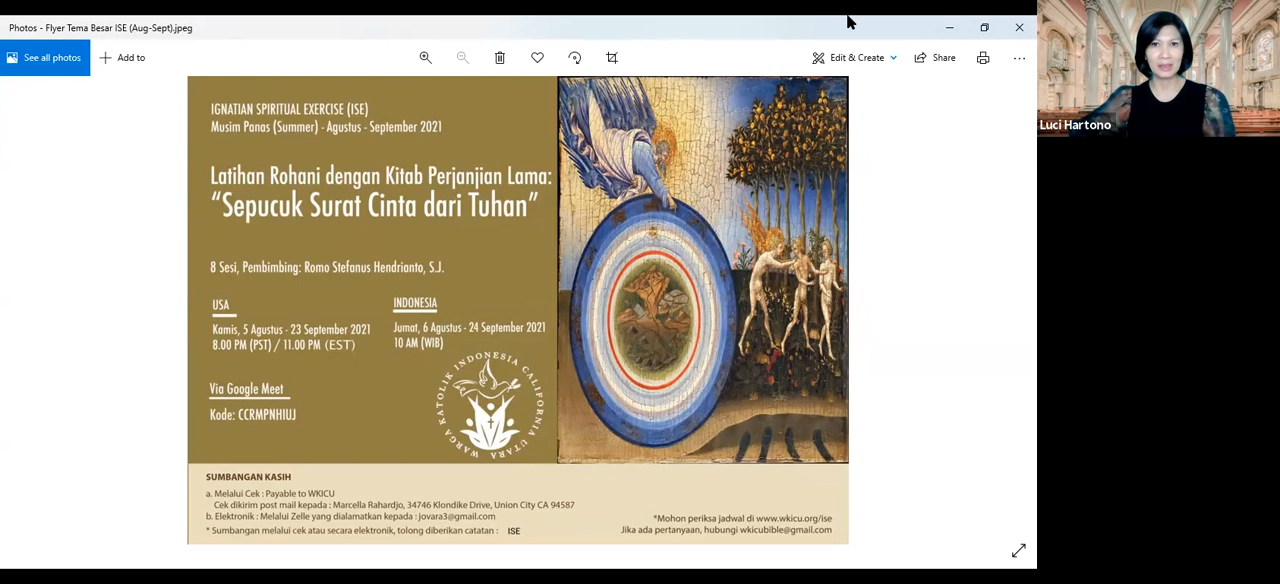 Photos - Flyer Tema Besar ISE (Aug-Sept).jpeg
See all photos
Add to
Edit & Create
Share
Luci Hartono
IGNATIAN SPIRITUAL EXERCISE (ISE)
Musim Panas (Summer) - Agustus - September 2021
Latihan Rohani dengan Kitab Perjanjian Lama:
“Sepucuk Surat Cinta dari Tuhan”
8 Sesi, Pembimbing: Romo Stefanus Hendrianto, S.J.
USA
Kamis, 5 Agustus - 23 September 2021
8.00 PM (PST) / 11.00 PM (EST)
INDONESIA
Jumat, 6 Agustus - 24 September 2021
10 AM (WIB)
Via Google Meet
Kode: CCRMPNHIUJ
WARGA KATOLIK INDONESIA CALIFORNIA UTARA
SUMBANGAN KASIH
a. Melalui Cek : Payable to WKICU
Cek dikirim post mail kepada : Marcella Rahardjo, 34746 Klondike Drive, Union City CA 94587
b. Elektronik : Melalui Zelle yang dialamatkan kepada : jovara3@gmail.com
* Sumbangan melalui cek atau secara elektronik, tolong diberikan catatan : ISE
*Mohon periksa jadwal di www.wkicu.org/ise
Jika ada pertanyaan, hubungi wkicubible@gmail.com